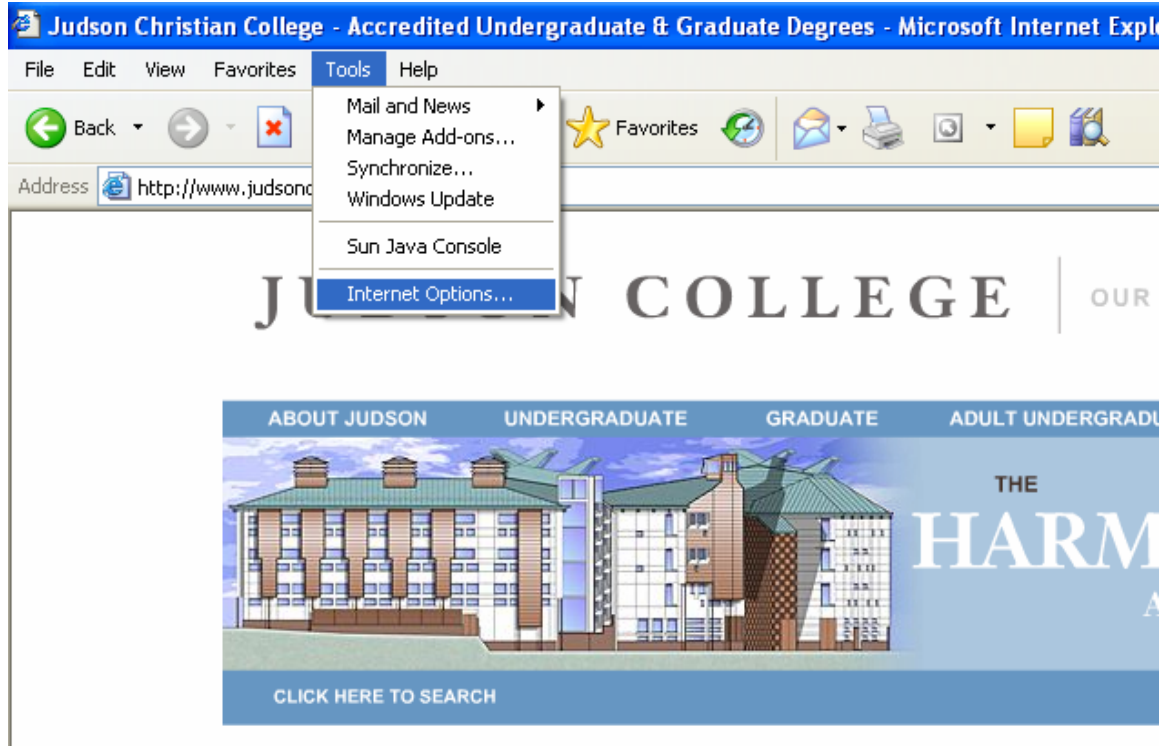 Judson Christian College - Accredited Undergraduate & Graduate Degrees - Microsoft Internet Expl
File Edit View Favorites Tools Help
Mail and News
Manage Add-ons...
Synchronize...
Windows Update
Sun Java Console
Internet Options...
Back Favorites
Address http://www.judson
COLLEGE OUR
ABOUT JUDSON UNDERGRADUATE GRADUATE ADULT UNDERGRADU
THE
HARM
A
CLICK HERE TO SEARCH